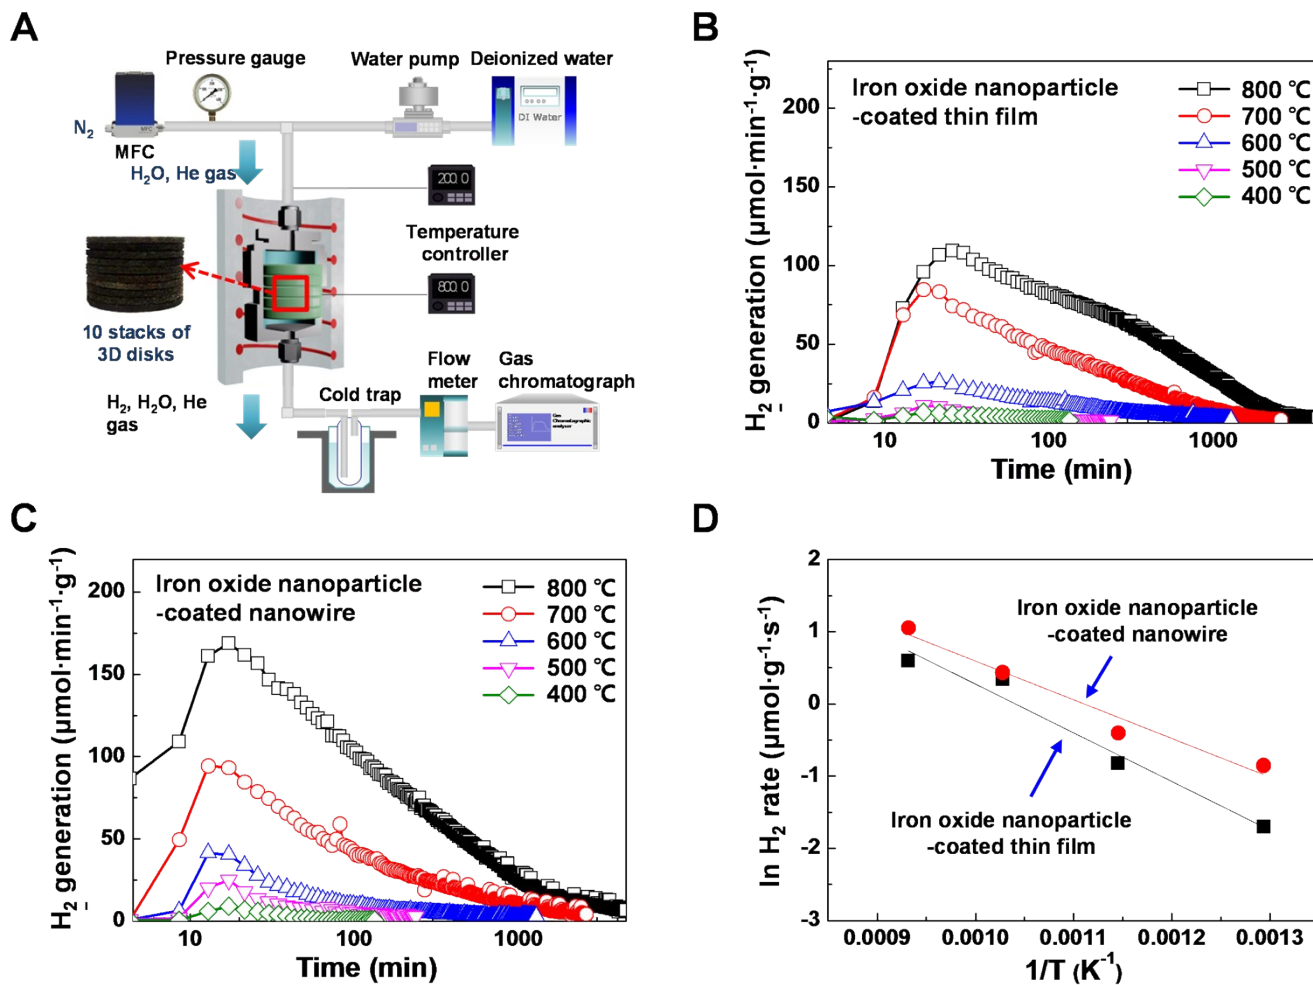 A
Pressure gauge
Water pump
Deionized water
N2
MFC
DI Water
MFC
H2O, He gas
200.0
Temperature
controller
800.0
10 stacks of
3D disks
H2, H2O, He
gas
Cold trap
Flow
meter
Gas
chromatograph
Gas
Chromatographic
analyzer
B
Iron oxide nanoparticle
-coated thin film
800 ℃
700 ℃
600 ℃
500 ℃
400 ℃
H2 generation (μmol·min-1·g-1)
200
150
100
50
0
10
100
1000
Time (min)
C
Iron oxide nanoparticle
-coated nanowire
800 ℃
700 ℃
600 ℃
500 ℃
400 ℃
H2 generation (μmol·min-1·g-1)
200
150
100
50
0
10
100
1000
Time (min)
D
Iron oxide nanoparticle
-coated nanowire
Iron oxide nanoparticle
-coated thin film
ln H2 rate (μmol·g-1·s-1)
2
1
0
-1
-2
-3
0.0009
0.0010
0.0011
0.0012
0.0013
1/T (K-1)